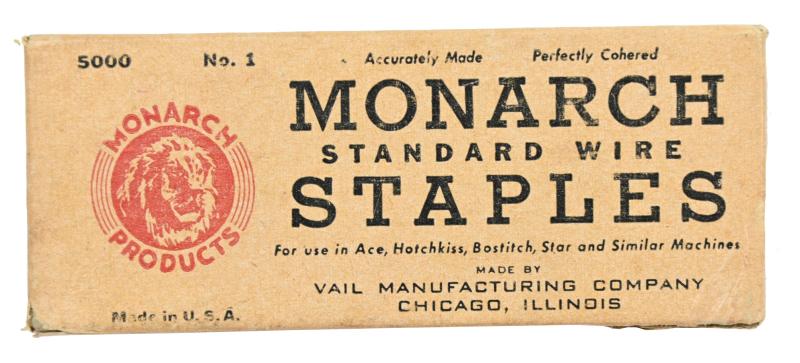 5000 No. 1 Accurately Made Perfectly Cohered
MONARCH
STANDARD WIRE
STAPLES
For use in Ace, Hotchkiss, Bostitch, Star and Similar Machines
MADE BY
VAIL MANUFACTURING COMPANY
CHICAGO, ILLINOIS
MONARCH
PRODUCTS
Made in U. S. A.